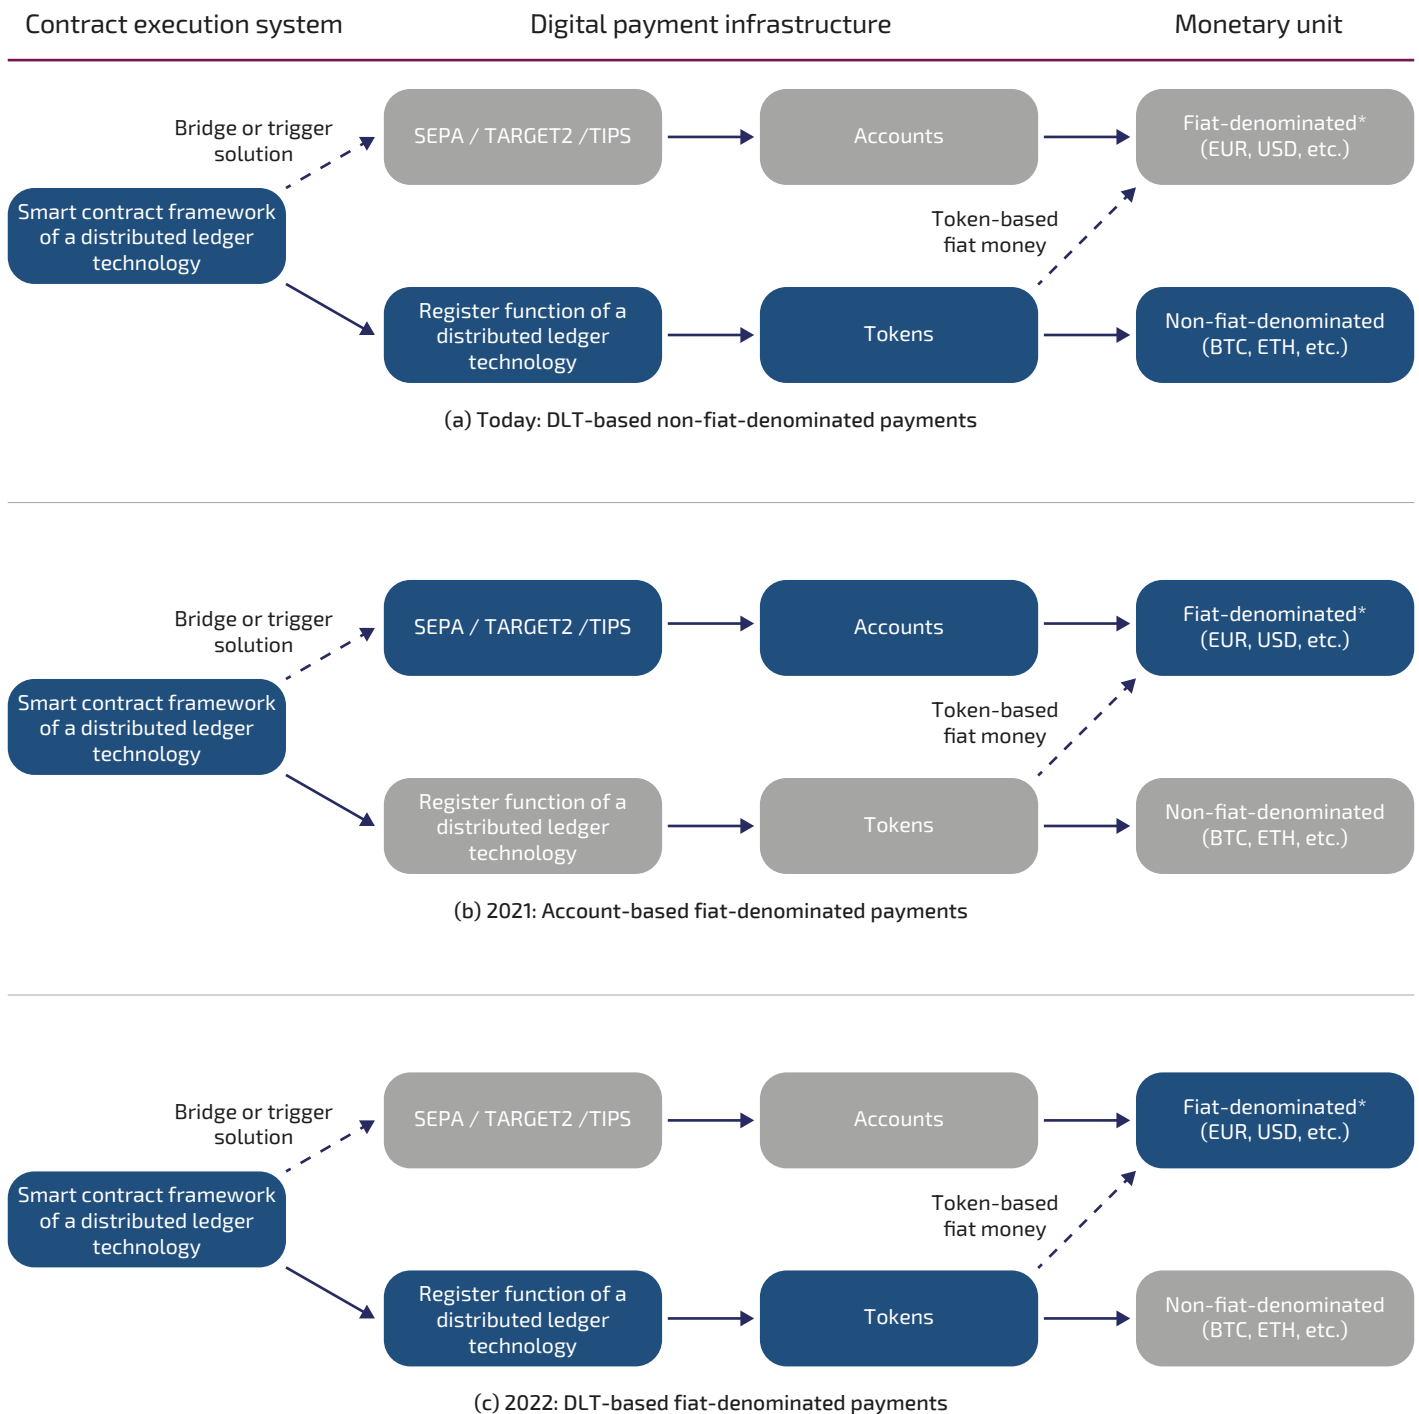 Contract execution system
Digital payment infrastructure
Monetary unit
Bridge or trigger
solution
SEPA / TARGET2 /TIPS
Accounts
Fiat-denominated*
(EUR, USD, etc.)
Smart contract framework
of a distributed ledger
technology
Token-based
fiat money
Register function of a
distributed ledger
technology
Tokens
Non-fiat-denominated
(BTC, ETH, etc.)
(a) Today: DLT-based non-fiat-denominated payments
Bridge or trigger
solution
SEPA / TARGET2 /TIPS
Accounts
Fiat-denominated*
(EUR, USD, etc.)
Smart contract framework
of a distributed ledger
technology
Token-based
fiat money
Register function of a
distributed ledger
technology
Tokens
Non-fiat-denominated
(BTC, ETH, etc.)
(b) 2021: Account-based fiat-denominated payments
Bridge or trigger
solution
SEPA / TARGET2 /TIPS
Accounts
Fiat-denominated*
(EUR, USD, etc.)
Smart contract framework
of a distributed ledger
technology
Token-based
fiat money
Register function of a
distributed ledger
technology
Tokens
Non-fiat-denominated
(BTC, ETH, etc.)
(c) 2022: DLT-based fiat-denominated payments